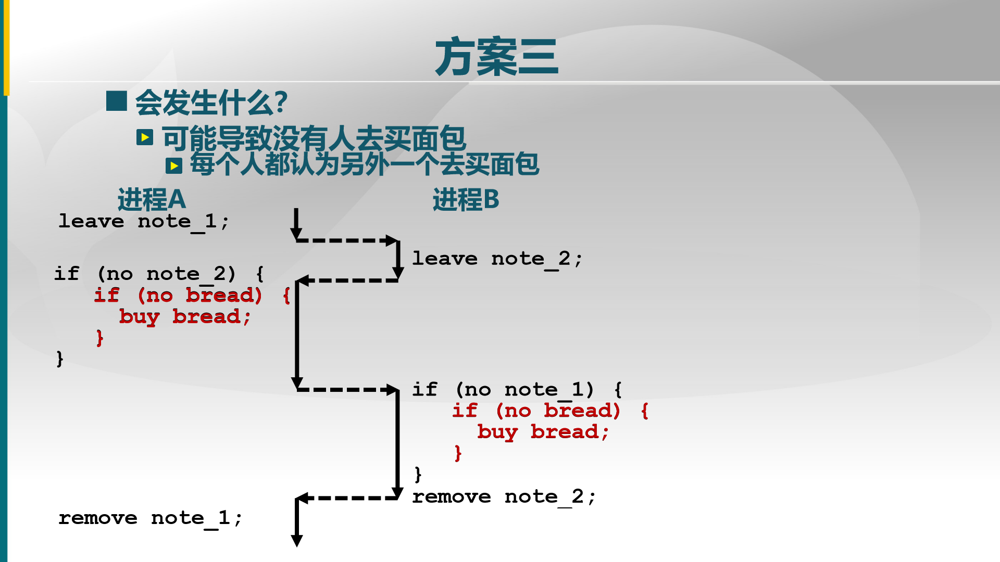 方案三
会发生什么?
可能导致没有人去买面包
每个人都认为另外一个去买面包
进程A
进程B
leave note_1;
leave note_2;
if (no note_2) {
if (no bread) {
buy bread;
}
}
if (no note_1) {
if (no bread) {
buy bread;
}
}
remove note_2;
remove note_1;